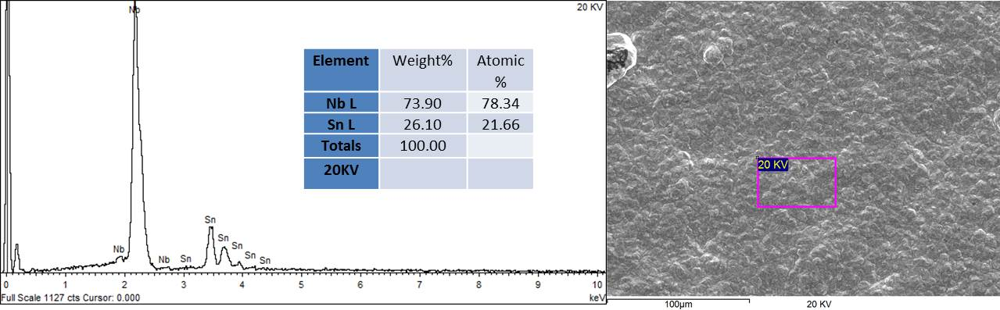 Nb
20 KV
Element Weight% Atomic
%
Nb L 73.90 78.34
Sn L 26.10 21.66
Totals 100.00
20KV
20 KV
Sn
Sn
Nb
Sn
Nb
Sn
Sn
Sn
0 1 2 3 4 5 6 7 8 9 10
Full Scale 1127 cts Cursor: 0.000 keV
100µm 20 KV